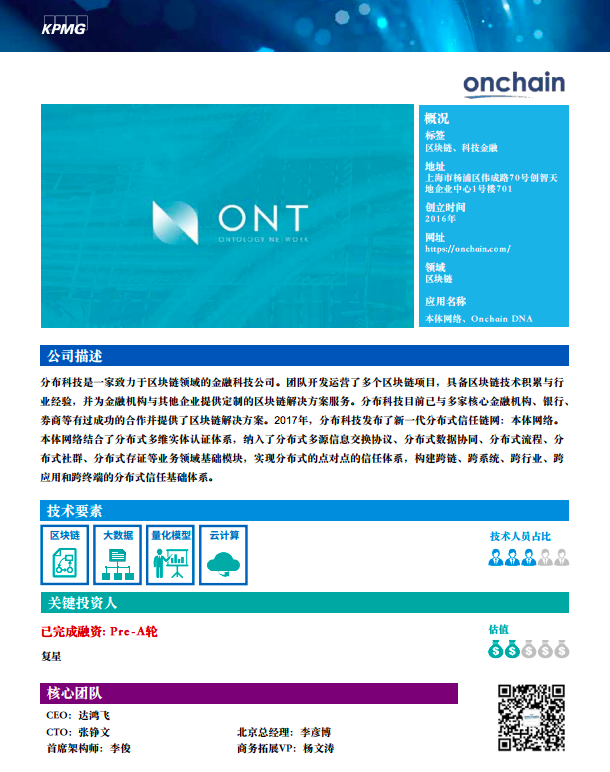 KPMG
onchain
ONT
ONTOLOGY NETWORK
概况
标签
区块链、科技金融
地址
上海市杨浦区伟成路70号创智天
地企业中心1号楼701
创立时间
2016年
网址
https://onchain.com/
领域
区块链
应用名称
本体网络、Onchain DNA
公司描述
分布科技是一家致力于区块链领域的金融科技公司。团队开发运营了多个区块链项目，具备区块链技术积累与行
业经验，并为金融机构与其他企业提供定制的区块链解决方案服务。分布科技目前已与多家核心金融机构、银行、
券商等有过成功的合作并提供了区块链解决方案。2017年，分布科技发布了新一代分布式信任链网：本体网络。
本体网络结合了分布式多维实体认证体系，纳入了分布式多源信息交换协议、分布式数据协同、分布式流程、分
布式社群、分布式存证等业务领域基础模块，实现分布式的点对点的信任体系，构建跨链、跨系统、跨行业、跨
应用和跨终端的分布式信任基础体系。
技术要素
区块链
大数据
量化模型
云计算
技术人员占比
关键投资人
已完成融资: Pre-A轮
复星
估值
核心团队
CEO：达鸿飞
CTO：张铮文
北京总经理：李彦博
首席架构师：李俊
商务拓展VP：杨文涛